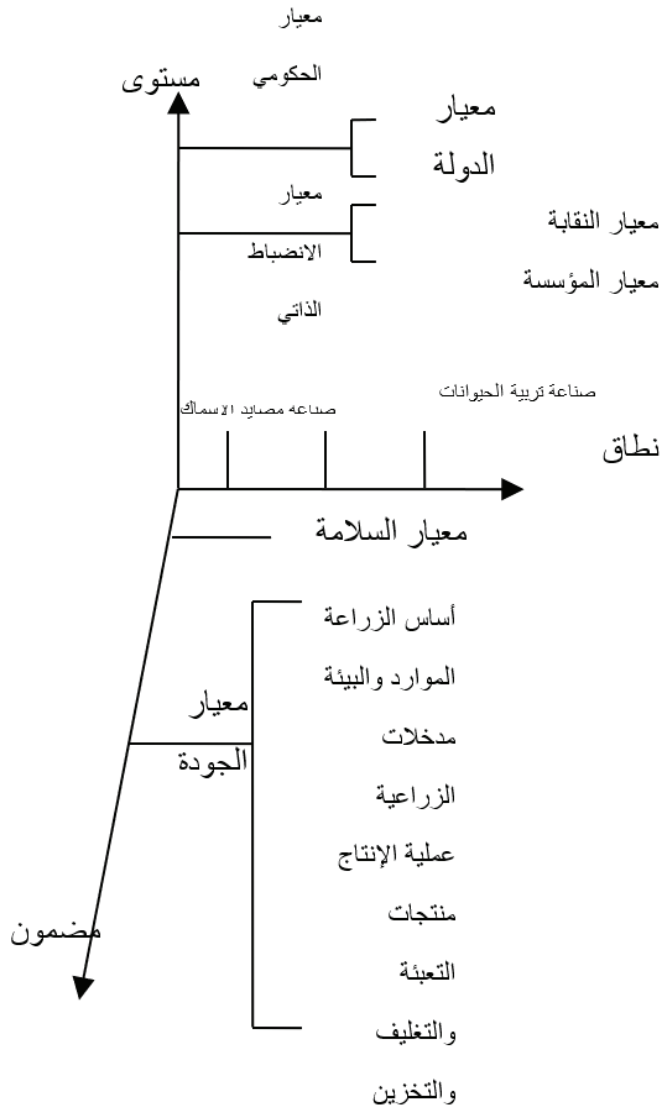 معيار
الحكومي
مستوى
معيار
الدولة
معيار
الانضباط
الذاتي
معيار النقابة
معيار المؤسسة
صناعة تربية الحيوانات
صناعه مصايد الاسماك
نطاق
معيار السلامة
أساس الزراعة
الموارد والبيئة
معيار
الجودة
مدخلات
الزراعية
عملية الإنتاج
منتجات
مضمون
التعبئة
والتغليف
والتخزين